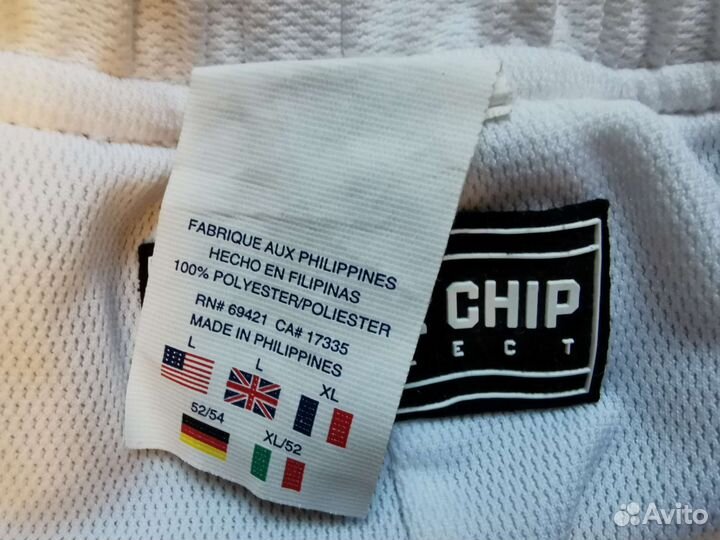 FABRIQUE AUX PHILIPPINES
HECHO EN FILIPINAS
100% POLYESTER/POLIESTER
RN# 69421 CA# 17335
MADE IN PHILIPPINES
L
L
XL
52/54
XL/52
CHIP
Avito